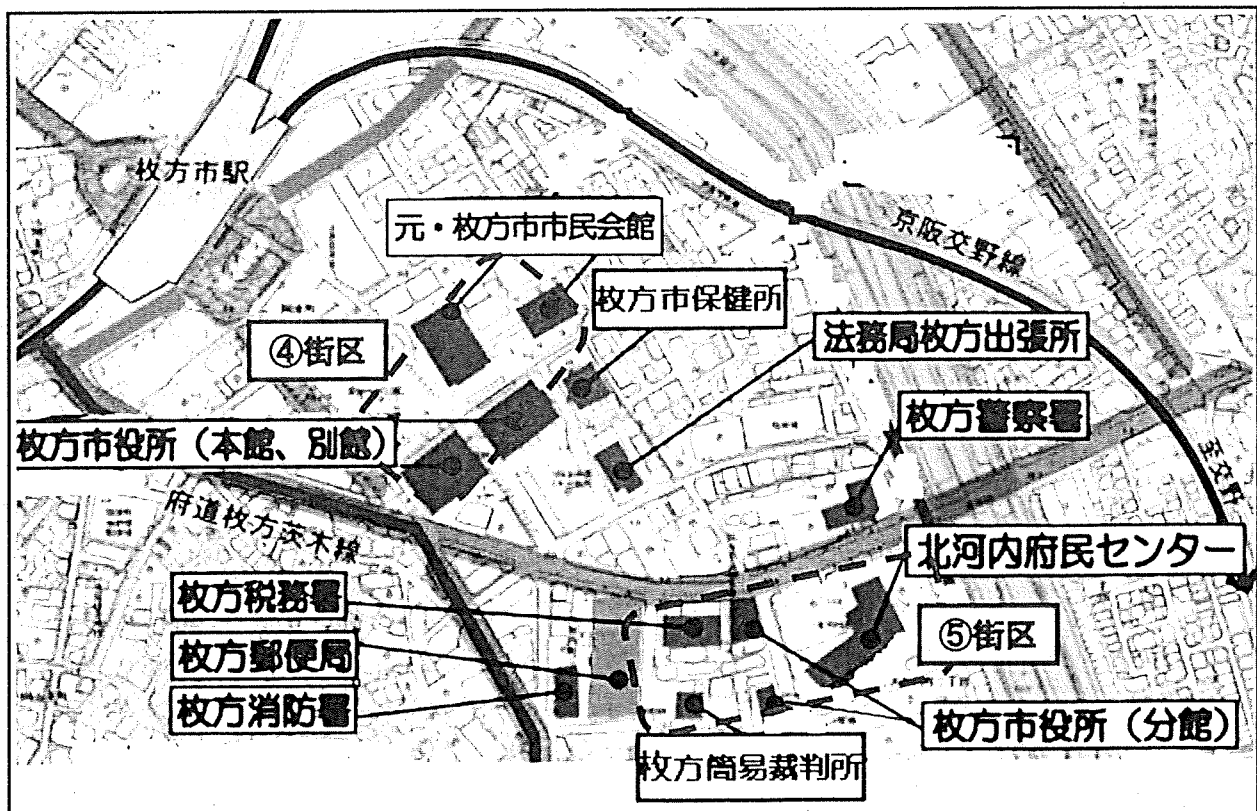 枚方市駅
元・枚方市市民会館
京阪交野線
枚方市保健所
法務局枚方出張所
④街区
枚方警察署
枚方市役所（本館、別館）
至交野
府道枚方茨木線
北河内府民センター
枚方税務署
⑤街区
枚方郵便局
枚方消防署
枚方市役所（分館）
枚方簡易裁判所